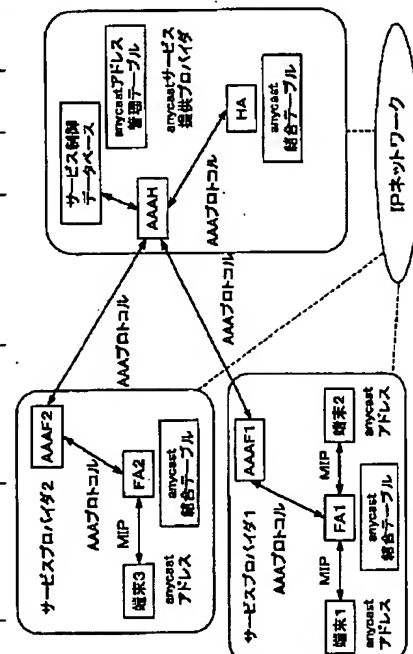 サービス制御
データベース
anycastアドレス
管理テーブル
anycastサービス
提供プロバイダ
AAAH
AAAプロトコル
HA
anycast
結合テーブル
AAAプロトコル
AAAプロトコル
IPネットワーク
サービスプロバイダ2
AAAF2
AAAプロトコル
FA2
MIP
端末3
anycast
アドレス
anycast
結合テーブル
サービスプロバイダ1
AAAF1
AAAプロトコル
端末1
MIP
FA1
MIP
端末2
anycast
アドレス
anycast
結合テーブル
anycast
アドレス